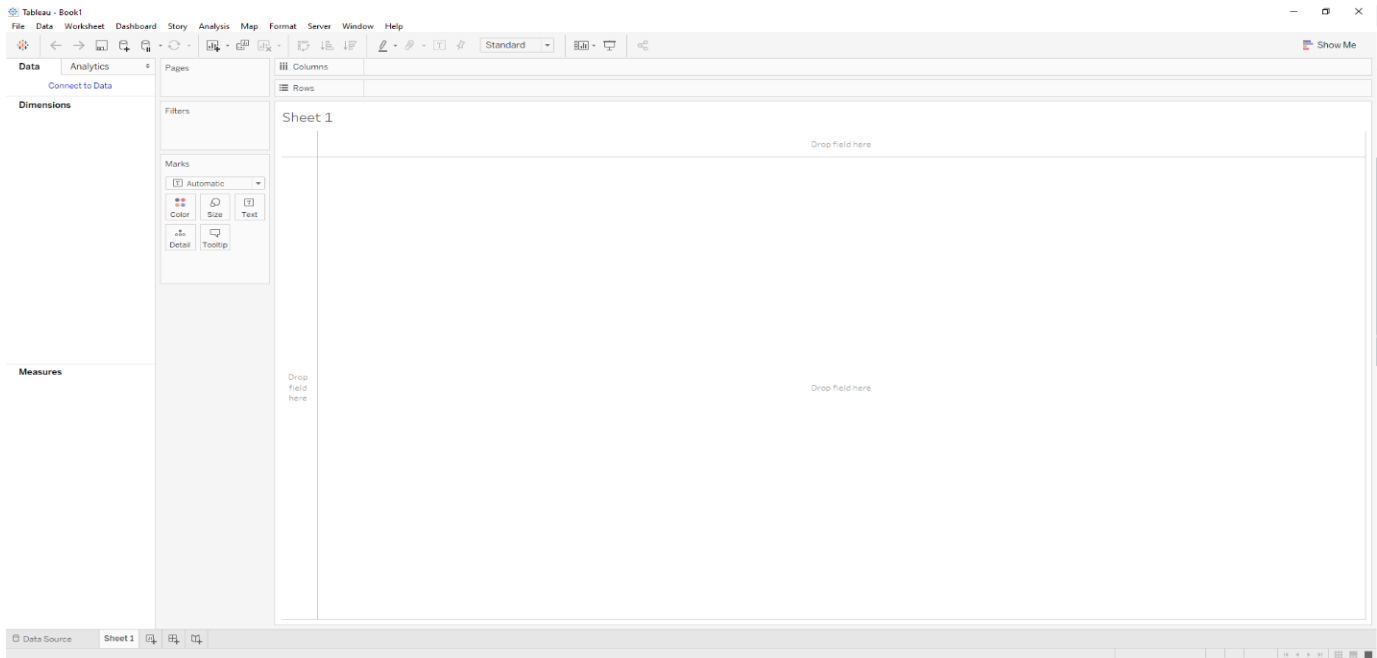 Tableau - Book1
File Data Worksheet Dashboard Story Analysis Map Format Server Window Help
Standard
Show Me
Data Analytics
Connect to Data
Dimensions
Measures
Pages
Filters
Marks
Automatic
Color Size Text
Detail Tooltip
Columns
Rows
Sheet 1
Drop field here
Drop
field
here
Drop field here
Data Source Sheet 1